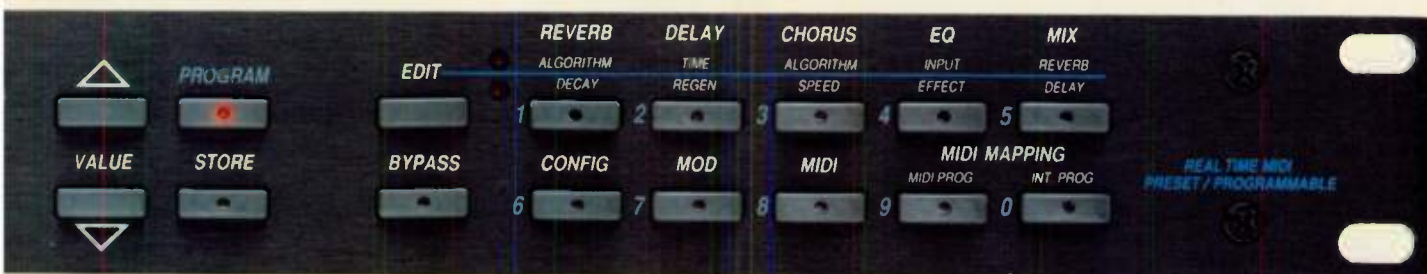 REVERB DELAY CHORUS EQ MIX
PROGRAM EDIT ALGORITHM TIME ALGORITHM INPUT REVERB
DECAY REGEN SPEED EFFECT DELAY
1 2 3 4 5
VALUE STORE BYPASS CONFIG MOD MIDI MIDI MAPPING
MIDI PROG INT PROG
REAL TIME MIDI
PRESET / PROGRAMMABLE
6 7 8 9 0